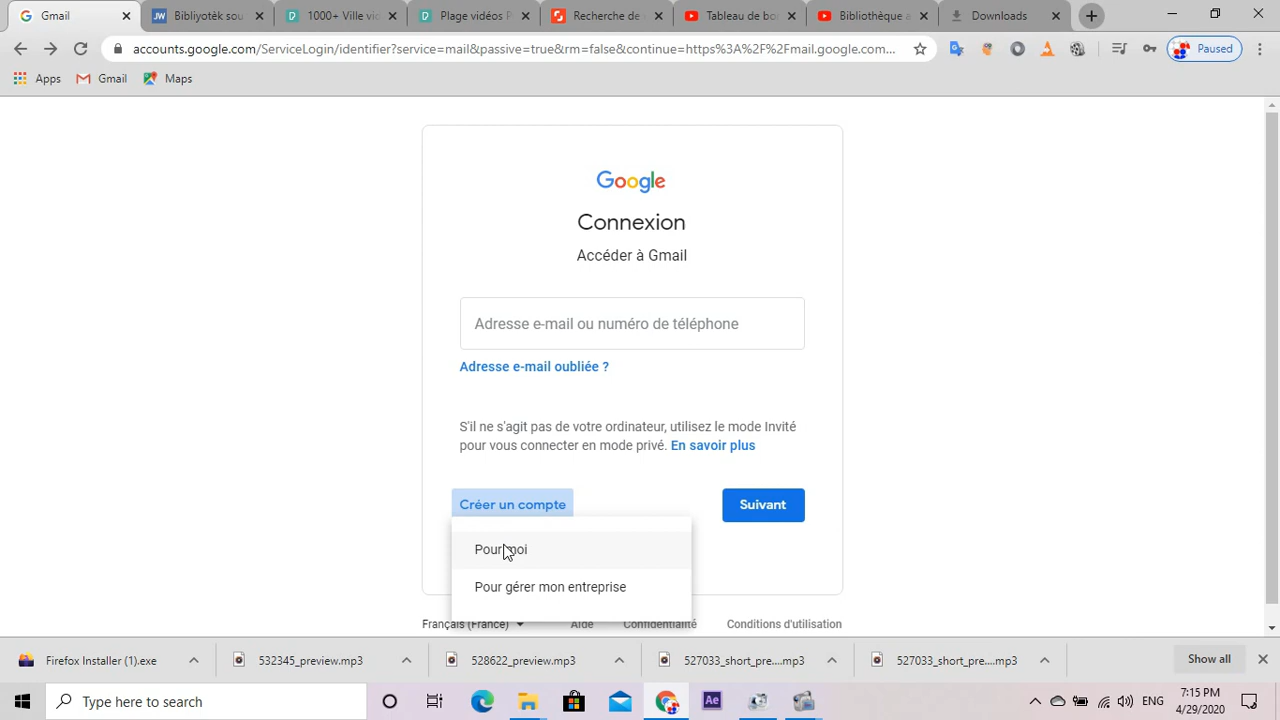 Gmail
Bibliyotèk sou
1000+ Ville vid
Plage vidéos P
Recherche de v
Tableau de bor
Bibliothèque a
Downloads
accounts.google.com/ServiceLogin/identifier?service=mail&passive=true&rm=false&continue=https%3A%2F%2Fmail.google.com...
Paused
Apps
Gmail
Maps
Google
Connexion
Accéder à Gmail
Adresse e-mail ou numéro de téléphone
Adresse e-mail oubliée ?
S'il ne s'agit pas de votre ordinateur, utilisez le mode Invité
pour vous connecter en mode privé. En savoir plus
Créer un compte
Suivant
Pour moi
Pour gérer mon entreprise
Français (France)
Aide
Confidentialité
Conditions d'utilisation
Firefox Installer (1).exe
532345_preview.mp3
528622_preview.mp3
527033_short_pre....mp3
527033_short_pre....mp3
Show all
Type here to search
Ae
ENG
7:15 PM
4/29/2020